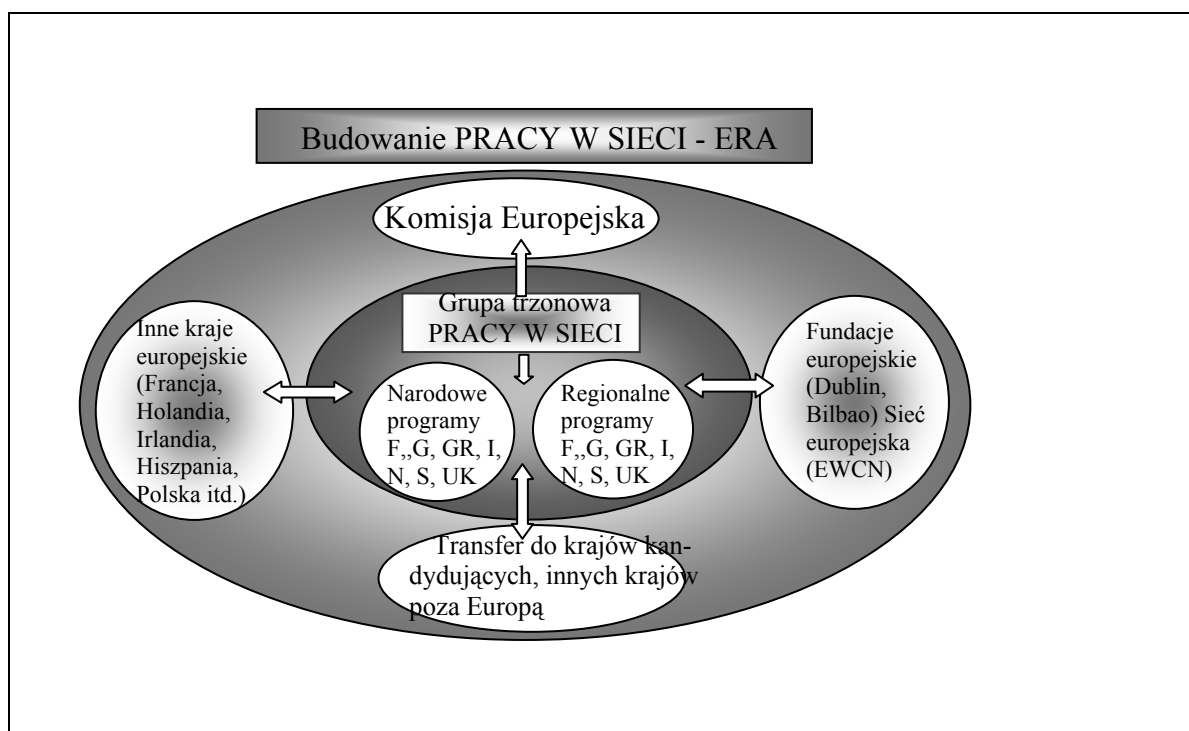 Budowanie PRACY W SIECI - ERA
Komisja Europejska
Grupa trzonowa
PRACY W SIECI
Inne kraje
europejskie
(Francja,
Holandia,
Irlandia,
Hiszpania,
Polska itd.)
Narodowe
programy
F,,G, GR, I,
N, S, UK
Regionalne
programy
F,,G, GR, I,
N, S, UK
Fundacje
europejskie
(Dublin,
Bilbao) Sieć
europejska
(EWCN)
Transfer do krajów kan-
dydujących, innych krajów
poza Europą